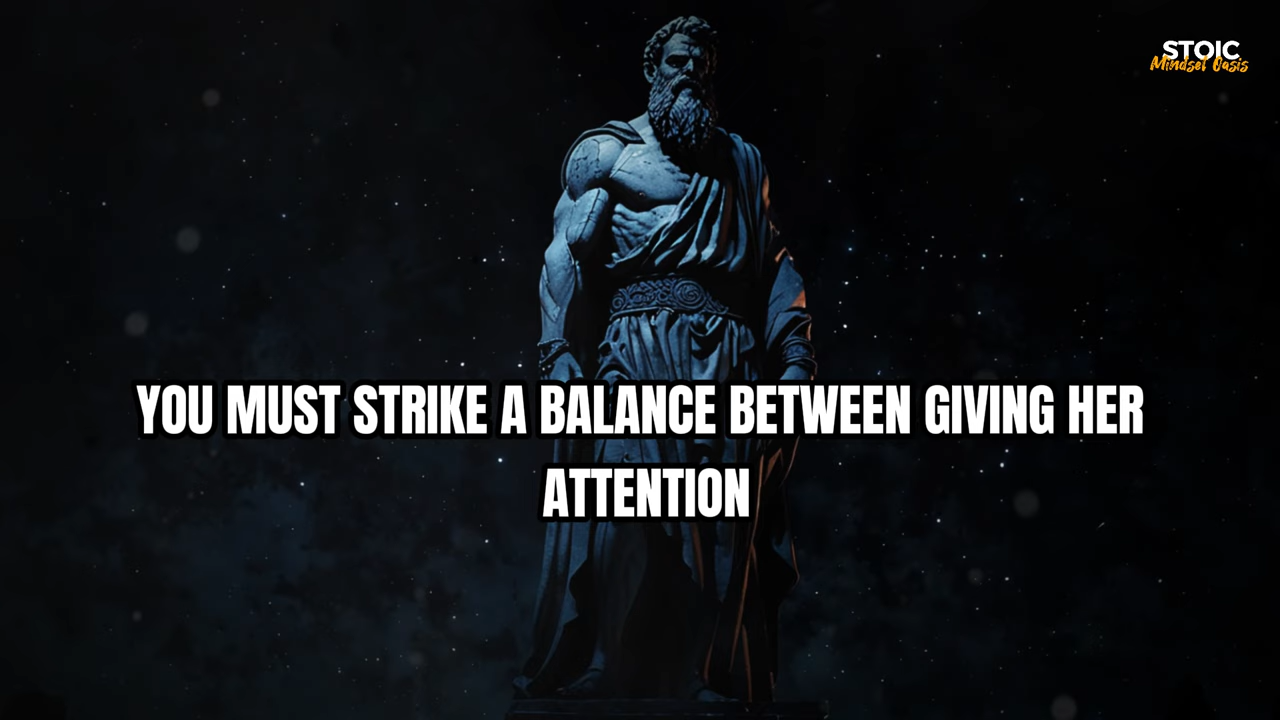 STOIC
Mindset Oasis
YOU MUST STRIKE A BALANCE BETWEEN GIVING HER
ATTENTION